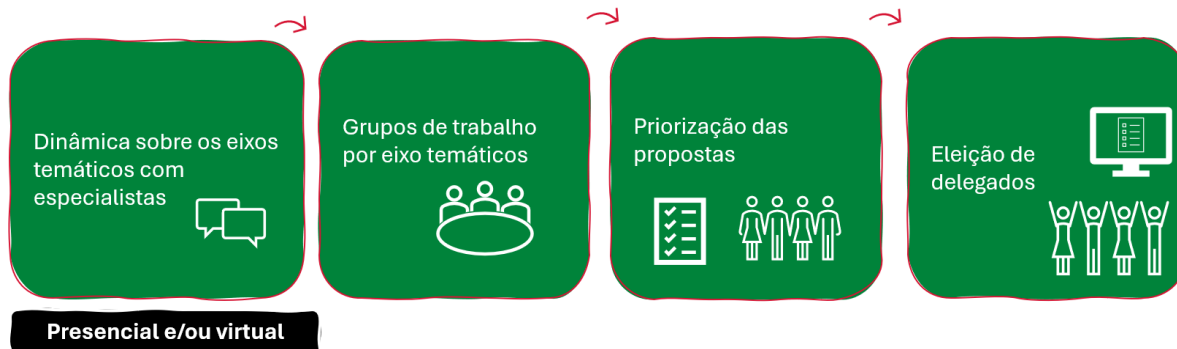 Dinâmica sobre os eixos
temáticos com
especialistas
Grupos de trabalho
por eixo temáticos
Priorização das
propostas
Eleição de
delegados
Presencial e/ou virtual